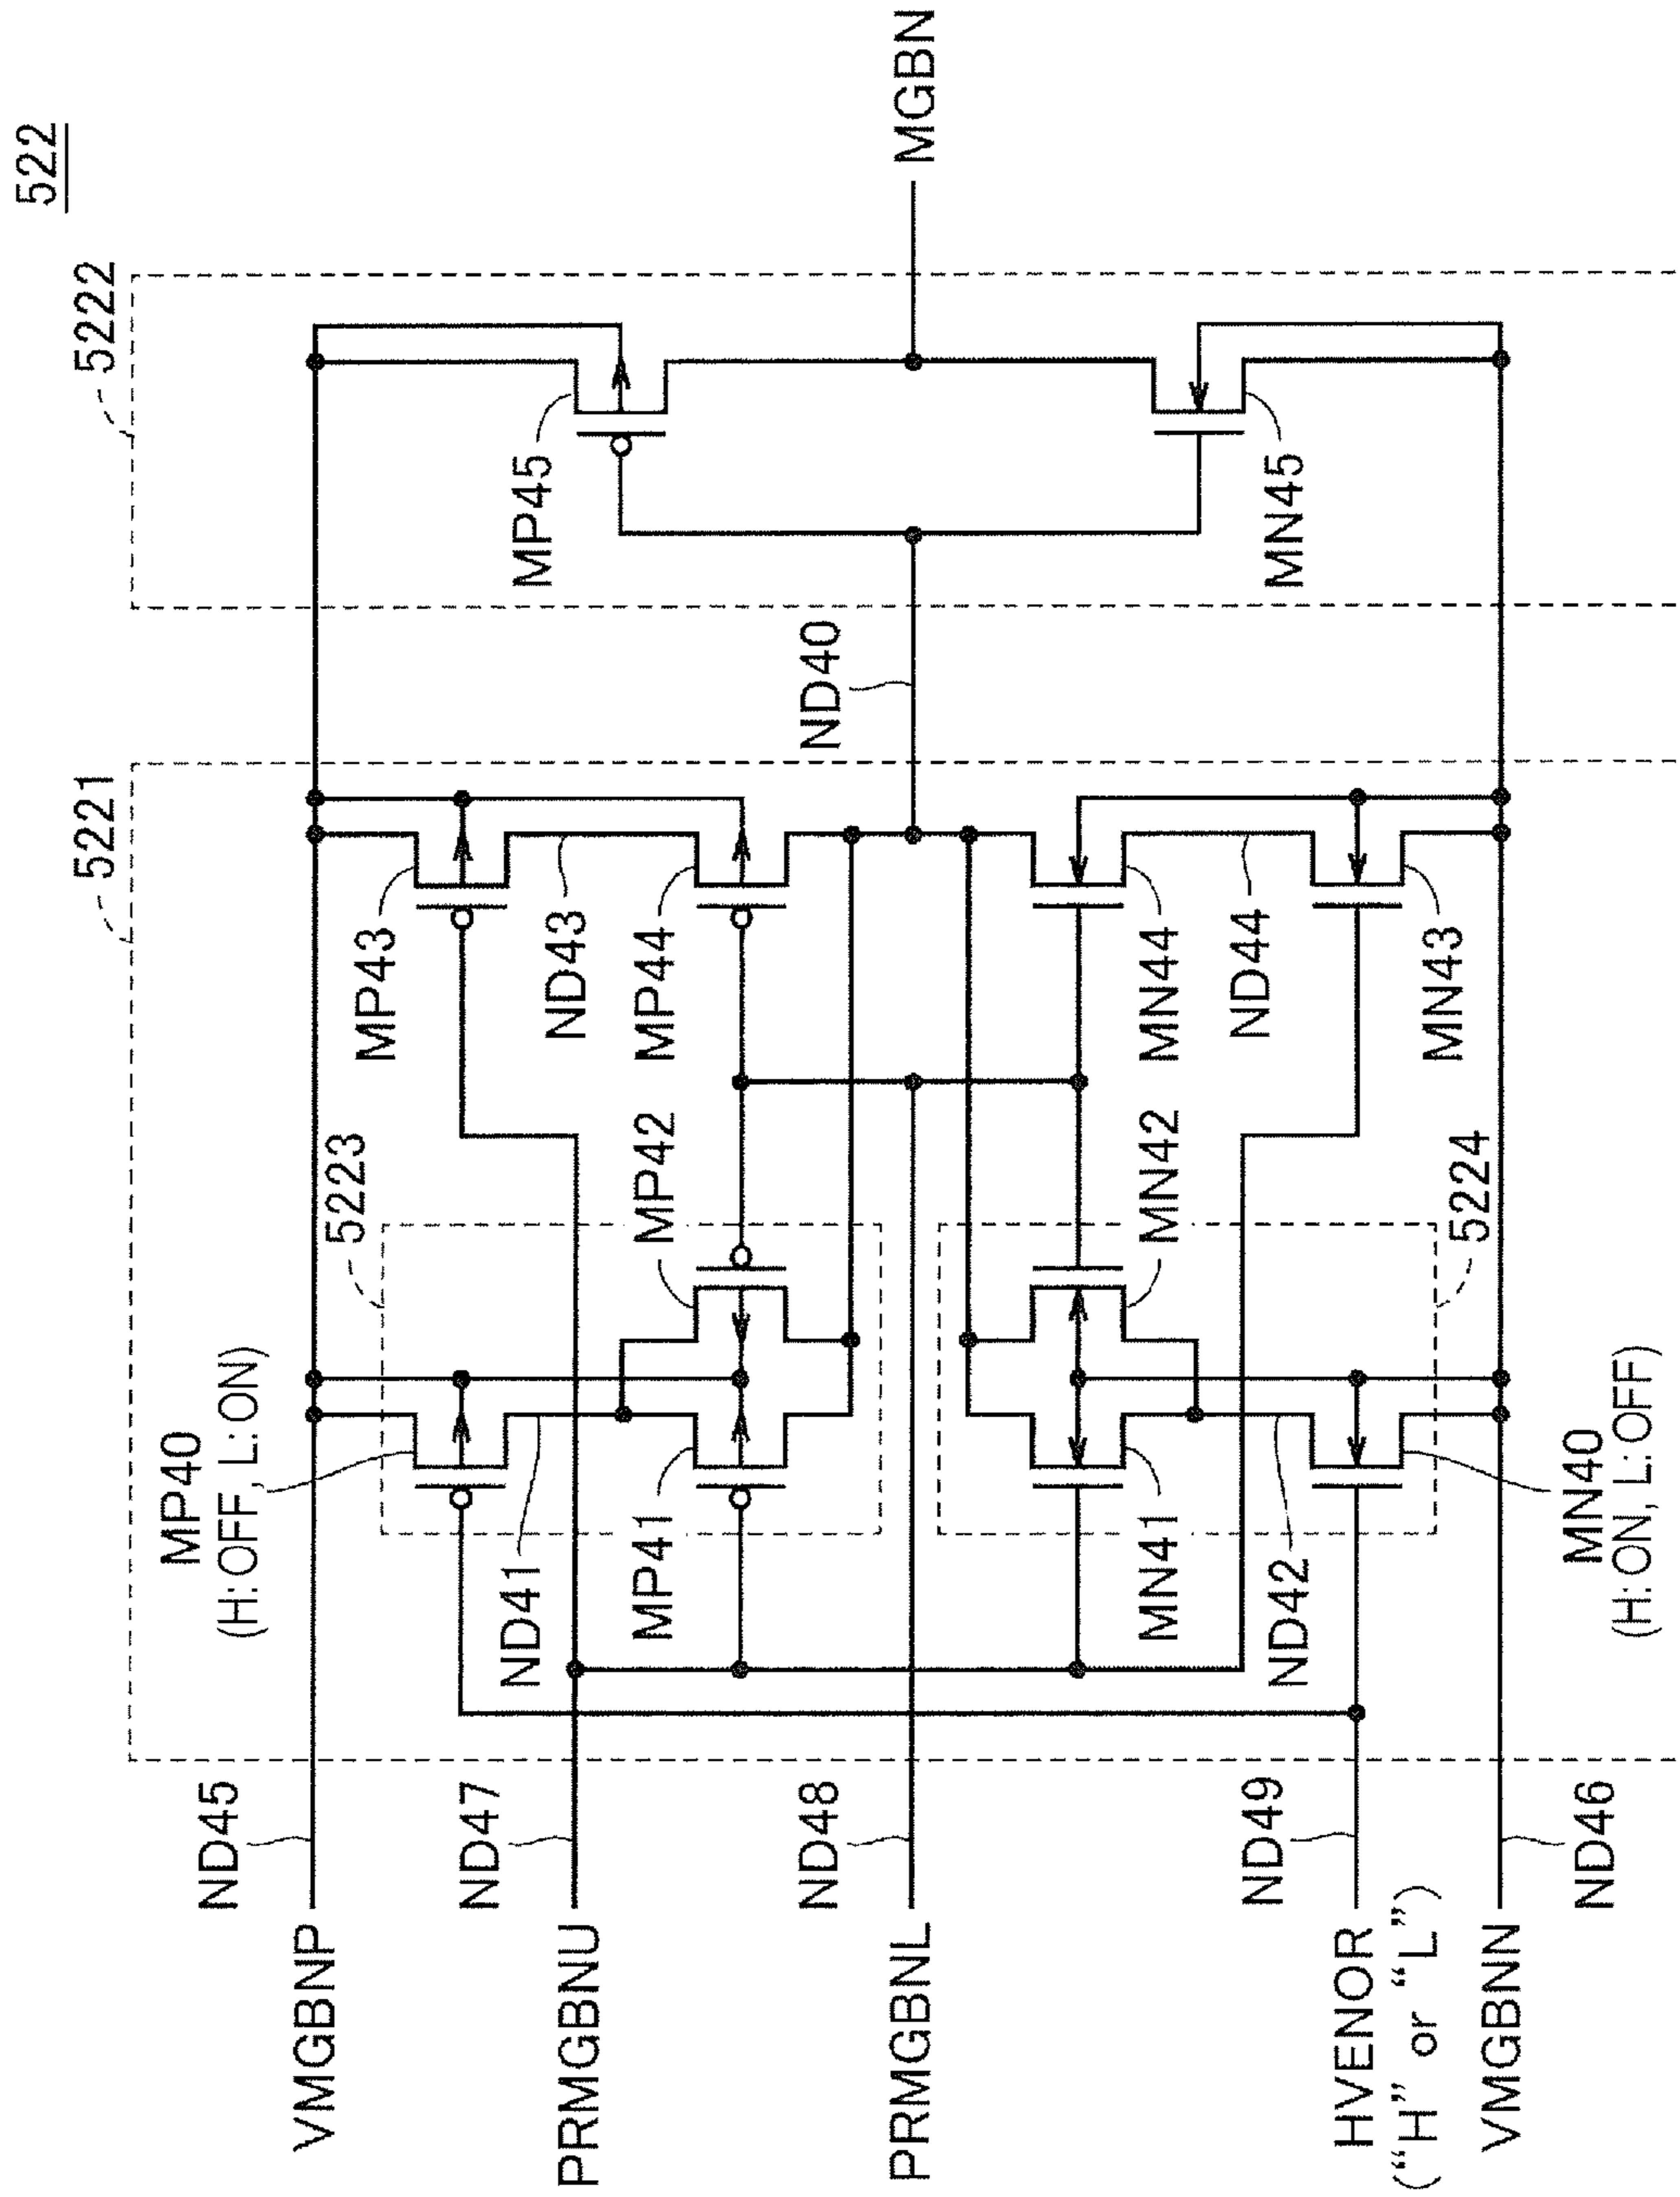 522
5221
5222
VMGBNP
ND45
MP40
(H: OFF, L: ON)
5223
MP43
MP45
ND41
ND43
PRMGBNU
ND47
MP41
MP42
MP44
PRMGBNL
ND48
ND40
MGBN
MN41
MN42
MN44
ND42
ND44
MN45
HVENOR
("H" or "L")
ND49
5224
MN43
VMGBNN
ND46
MN40
(H: ON, L: OFF)